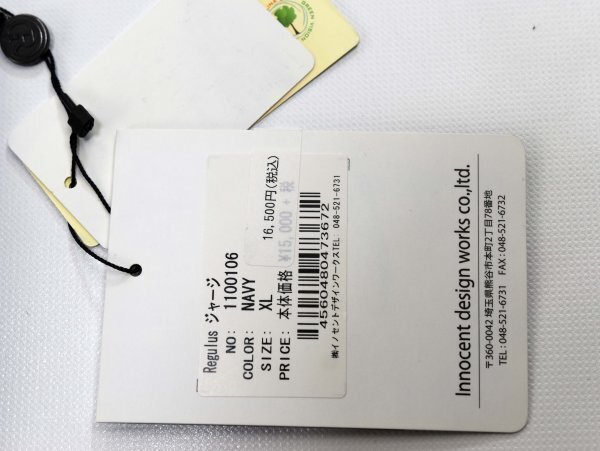 Regulus ジャージ
NO: 1100106
COLOR: NAVY
SIZE: XL
PRICE: 本体価格 ¥15,000 + 税
16,500円(税込)
4560480473672
㈱イノセントデザインワークスTEL: 048-521-6731
Innocent design works co.,ltd.
〒360-0042 埼玉県熊谷市本町2丁目78番地
TEL : 048-521-6731 FAX : 048-521-6732